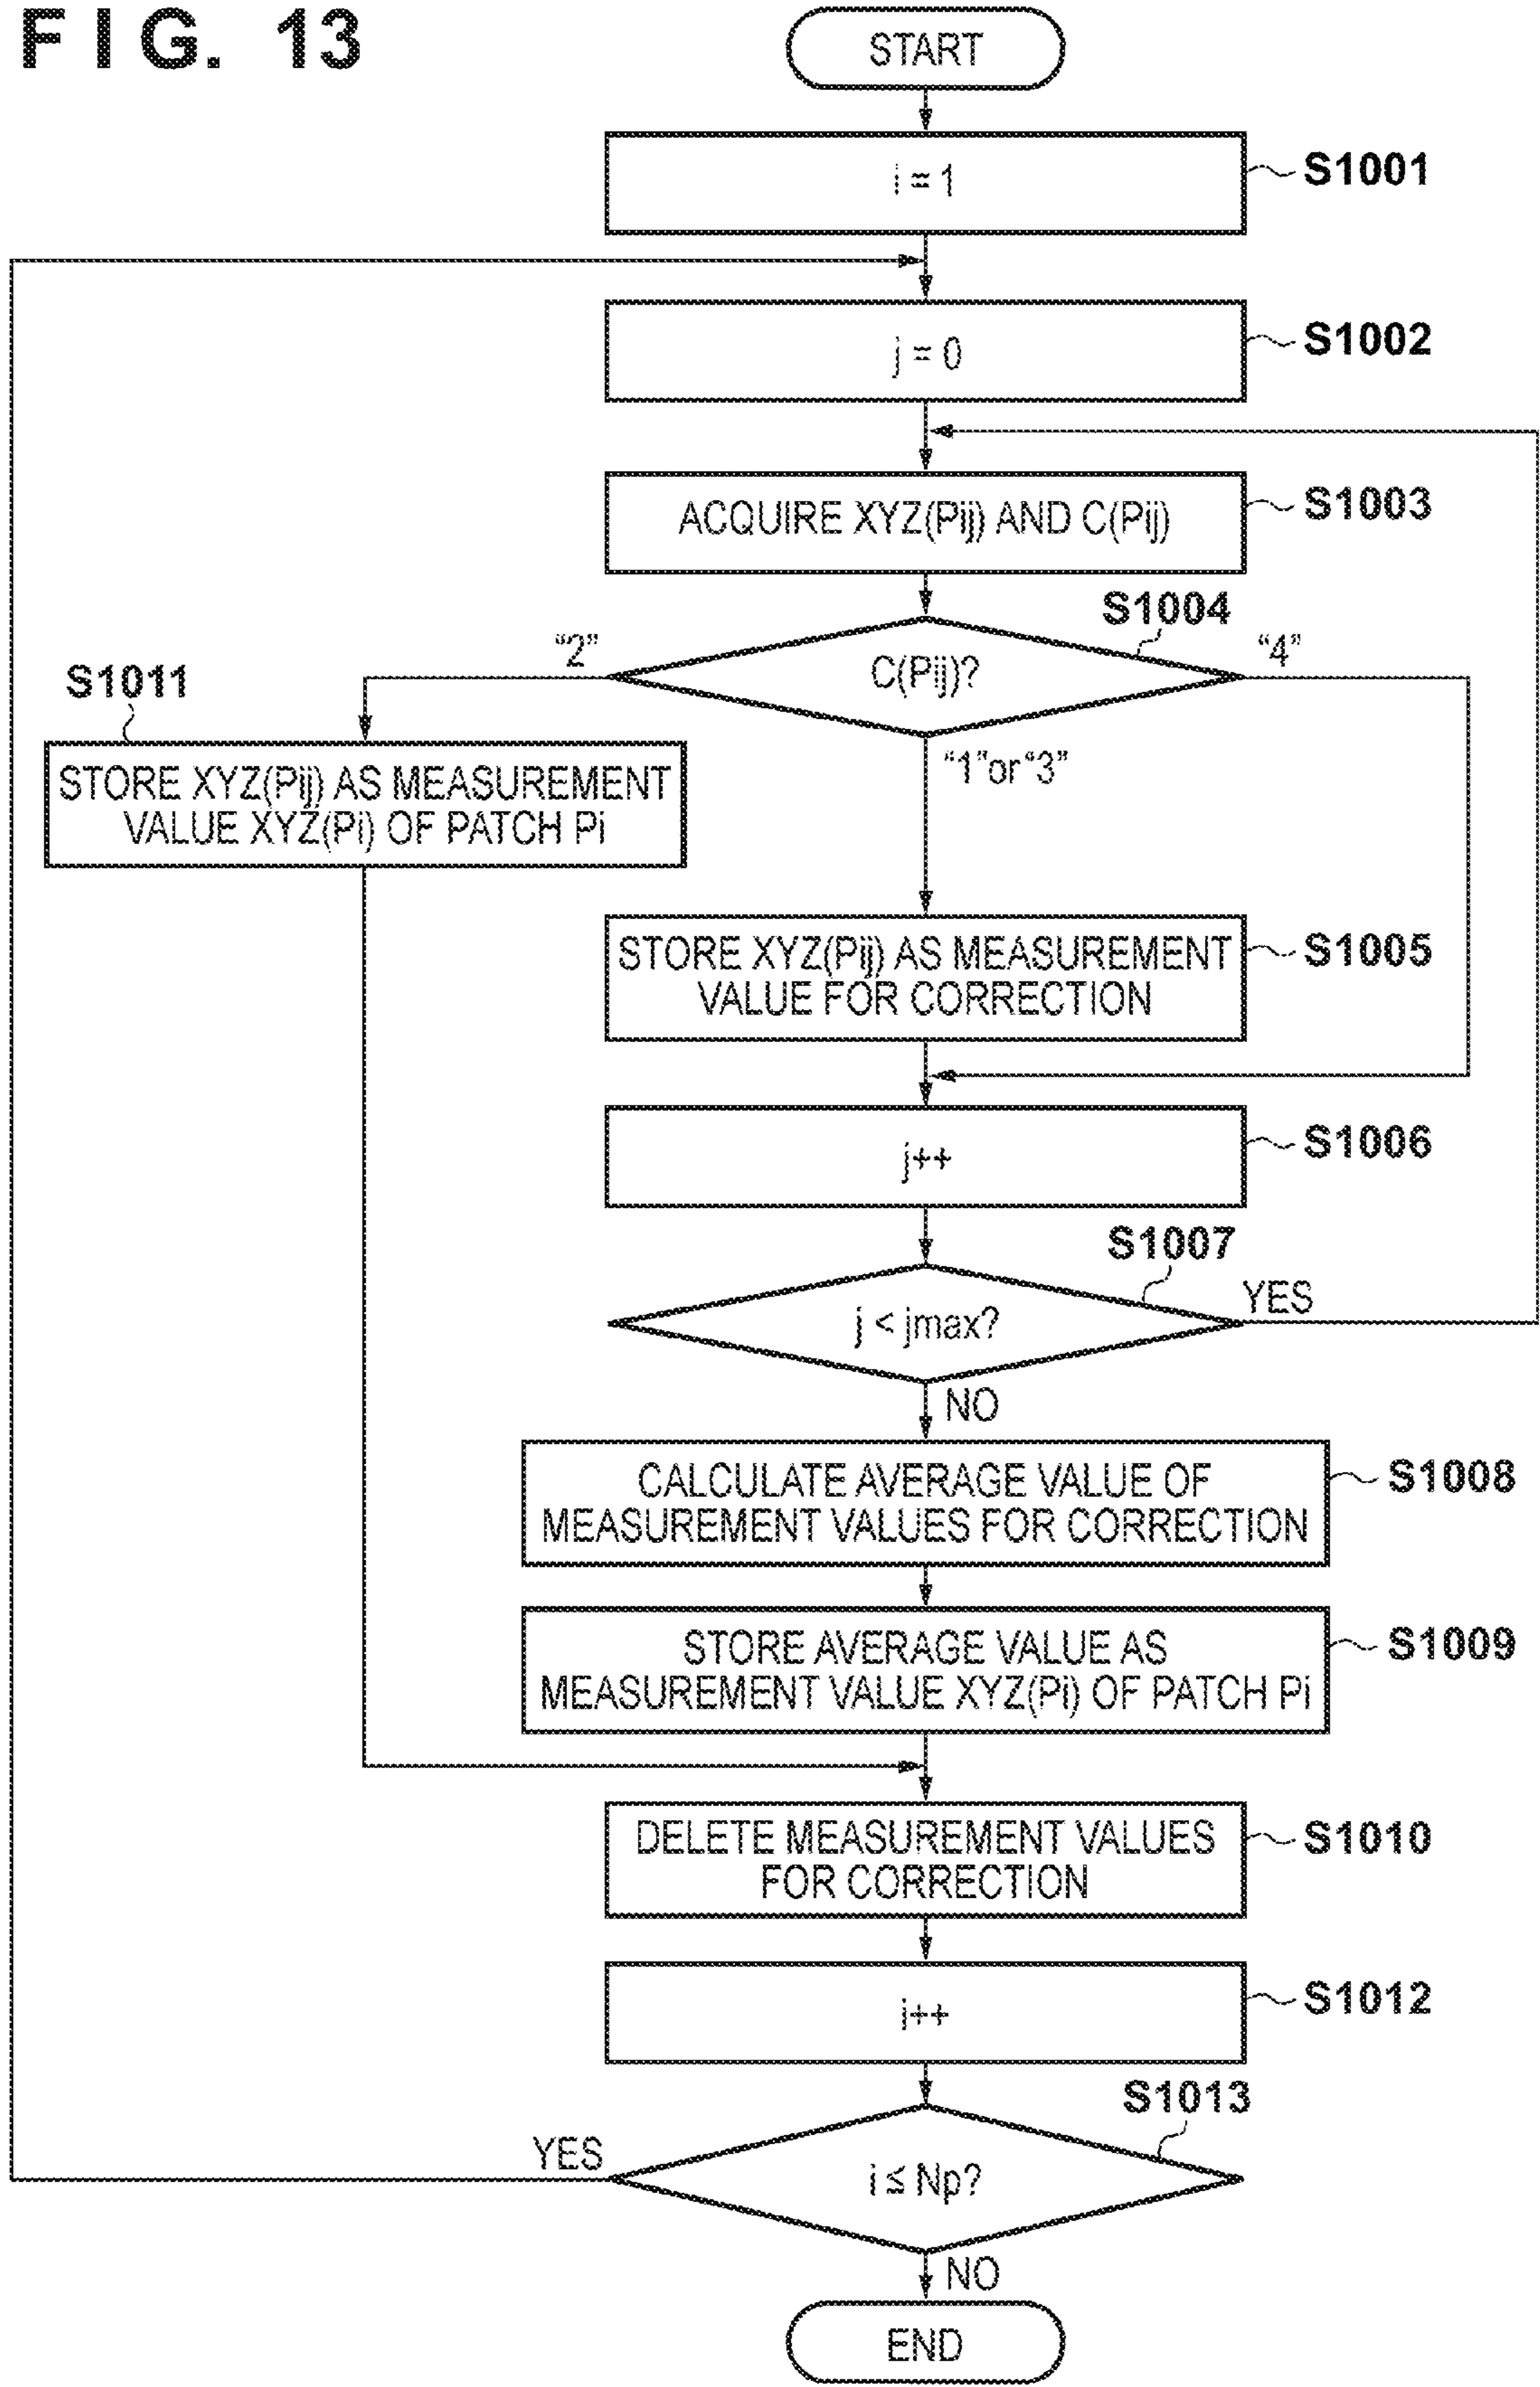 FIG. 13
START
i = 1
S1001
j = 0
S1002
ACQUIRE XYZ(Pij) AND C(Pij)
S1003
S1004
"2"
C(Pij)?
"4"
S1011
"1"or"3"
STORE XYZ(Pij) AS MEASUREMENT
VALUE XYZ(Pi) OF PATCH Pi
STORE XYZ(Pij) AS MEASUREMENT
VALUE FOR CORRECTION
S1005
j++
S1006
S1007
j < jmax?
YES
NO
CALCULATE AVERAGE VALUE OF
MEASUREMENT VALUES FOR CORRECTION
S1008
STORE AVERAGE VALUE AS
MEASUREMENT VALUE XYZ(Pi) OF PATCH Pi
S1009
DELETE MEASUREMENT VALUES
FOR CORRECTION
S1010
i++
S1012
S1013
YES
i ≤ Np?
NO
END